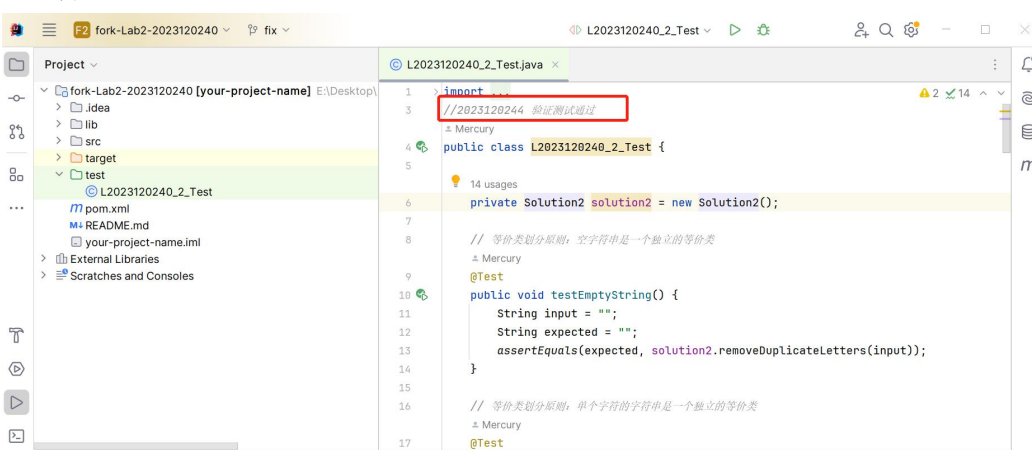 F2 fork-Lab2-2023120240 fix L2023120240_2_Test
Project
fork-Lab2-2023120240 [your-project-name] E:\Desktop\
.idea
lib
src
target
test
L2023120240_2_Test
pom.xml
README.md
your-project-name.iml
External Libraries
Scratches and Consoles
L2023120240_2_Test.java
2 14
1 import ...
3 //2023120244 验证测试通过
Mercury
4 public class L2023120240_2_Test {
5
14 usages
6 private Solution2 solution2 = new Solution2();
7
8 // 等价类划分原则：空字符串是一个独立的等价类
Mercury
9 @Test
10 public void testEmptyString() {
11 String input = "";
12 String expected = "";
13 assertEquals(expected, solution2.removeDuplicateLetters(input));
14 }
15
16 // 等价类划分原则：单个字符的字符串是一个独立的等价类
Mercury
17 @Test